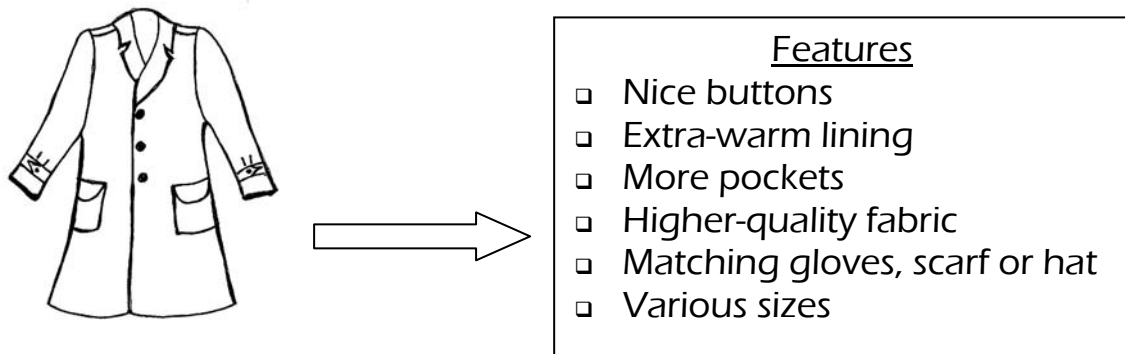 Features
❑ Nice buttons
❑ Extra-warm lining
❑ More pockets
❑ Higher-quality fabric
❑ Matching gloves, scarf or hat
❑ Various sizes